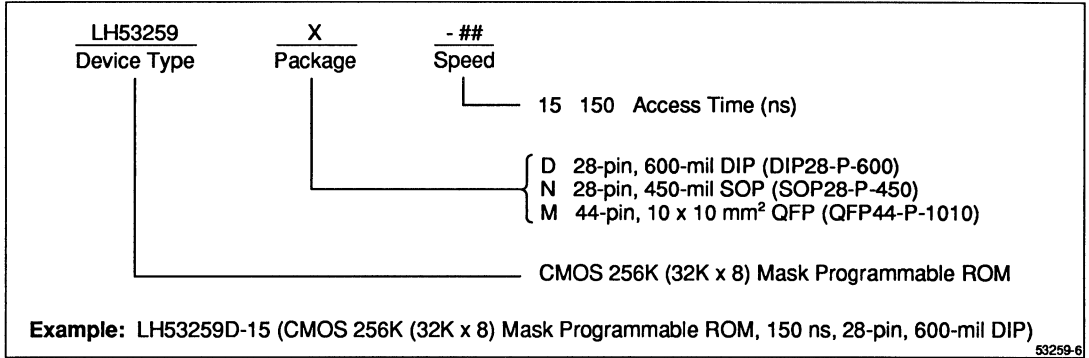 LH53259 X - ##
Device Type Package Speed
15 150 Access Time (ns)
D 28-pin, 600-mil DIP (DIP28-P-600)
N 28-pin, 450-mil SOP (SOP28-P-450)
M 44-pin, 10 x 10 mm² QFP (QFP44-P-1010)
CMOS 256K (32K x 8) Mask Programmable ROM
Example: LH53259D-15 (CMOS 256K (32K x 8) Mask Programmable ROM, 150 ns, 28-pin, 600-mil DIP)
53259-6